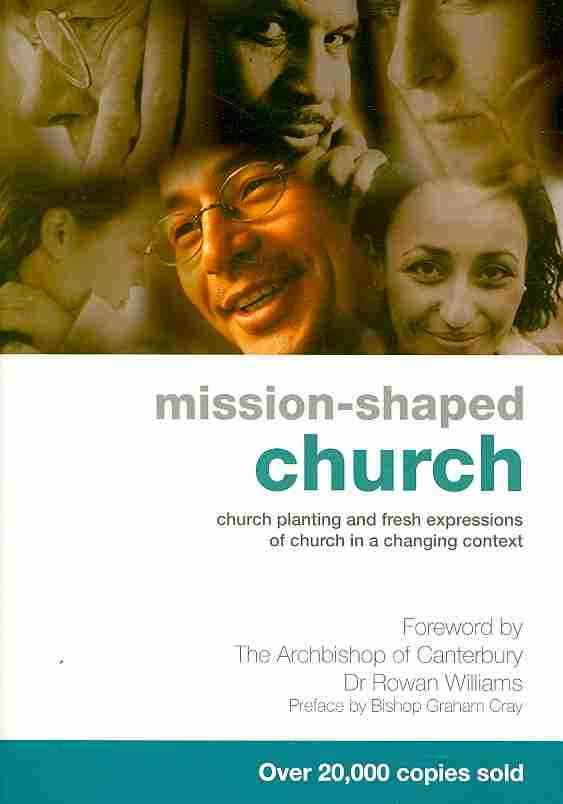 mission-shaped
church
church planting and fresh expressions
of church in a changing context
Foreword by
The Archbishop of Canterbury
Dr Rowan Williams
Preface by Bishop Graham Cray
Over 20,000 copies sold